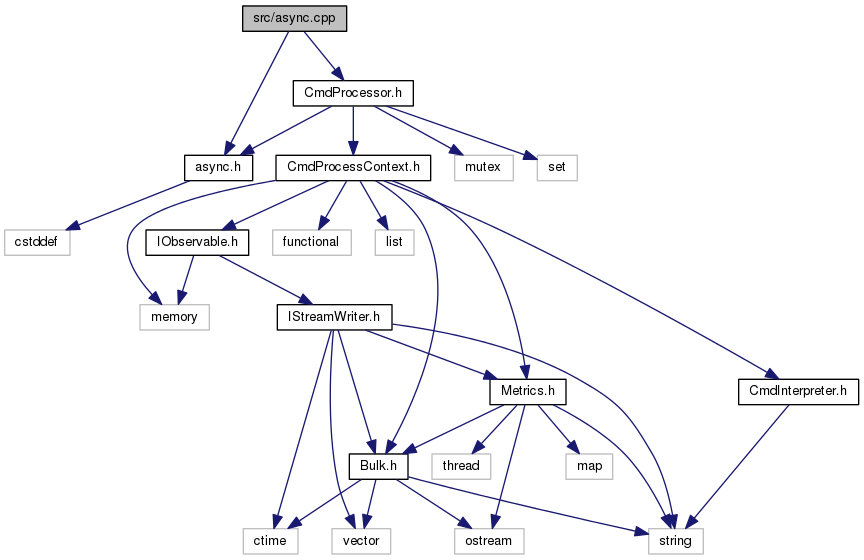 src/async.cpp
CmdProcessor.h
async.h
CmdProcessContext.h
mutex
set
cstddef
IObservable.h
functional
list
memory
IStreamWriter.h
Metrics.h
CmdInterpreter.h
Bulk.h
thread
map
ctime
vector
ostream
string